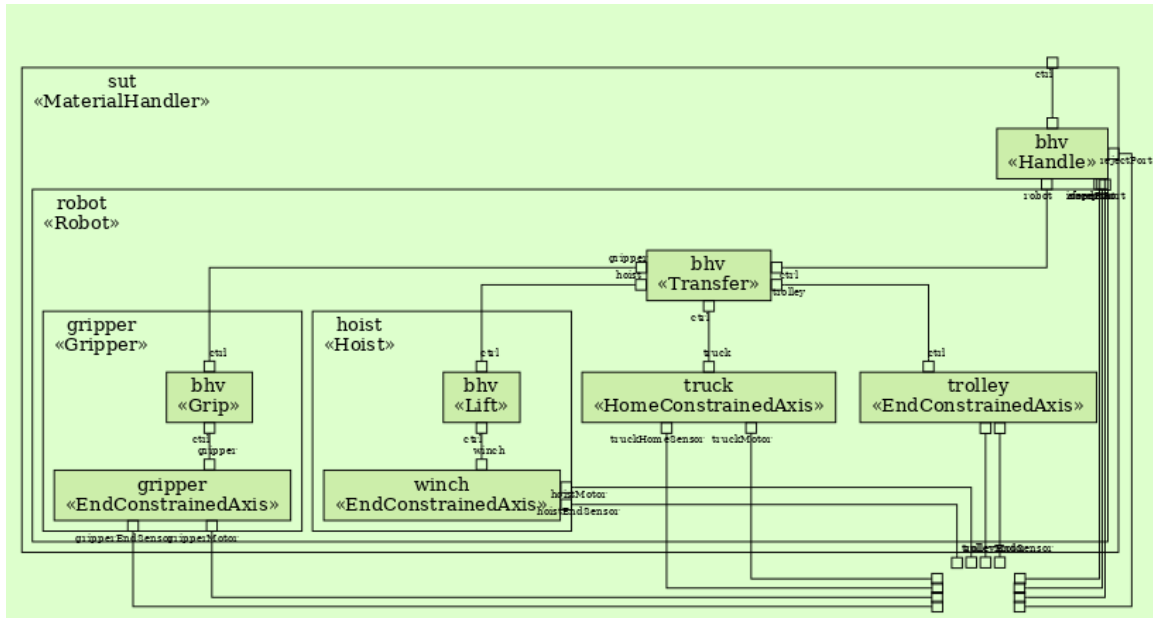 ctrl
sut
«MaterialHandler»
bhv
«Handle»
rejectPort
robot
robot
«Robot»
gripper
hoist
bhv
«Transfer»
ctrl
trolley
ctrl
gripper
«Gripper»
hoist
«Hoist»
ctrl
ctrl
truck
ctrl
bhv
«Grip»
bhv
«Lift»
truck
«HomeConstrainedAxis»
trolley
«EndConstrainedAxis»
ctrl
gripper
ctrl
winch
truckHomeSensor
truckMotor
gripper
«EndConstrainedAxis»
winch
«EndConstrainedAxis»
hoistMotor
hoistEndSensor
gripperEndSensor
gripperMotor